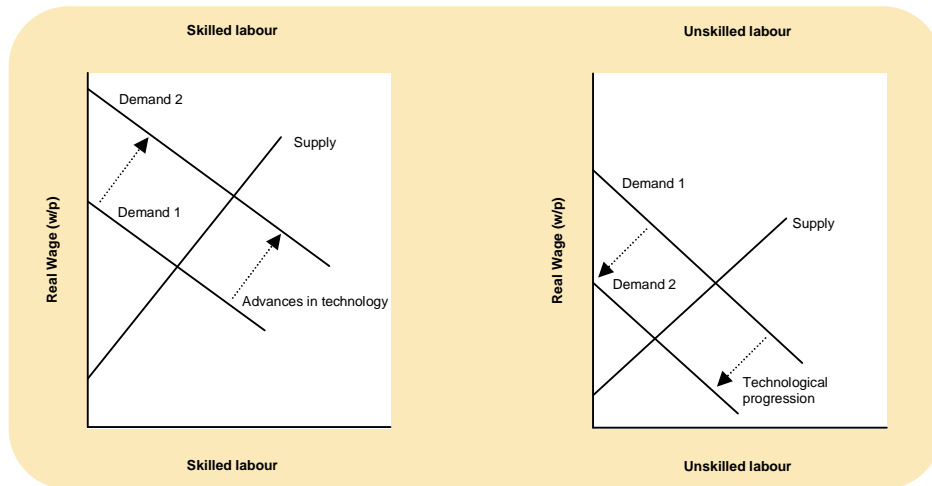 Skilled labour
Demand 2
Supply
Demand 1
Real Wage (w/p)
Advances in technology
Skilled labour
Unskilled labour
Demand 1
Supply
Real Wage (w/p)
Demand 2
Technological
progression
Unskilled labour